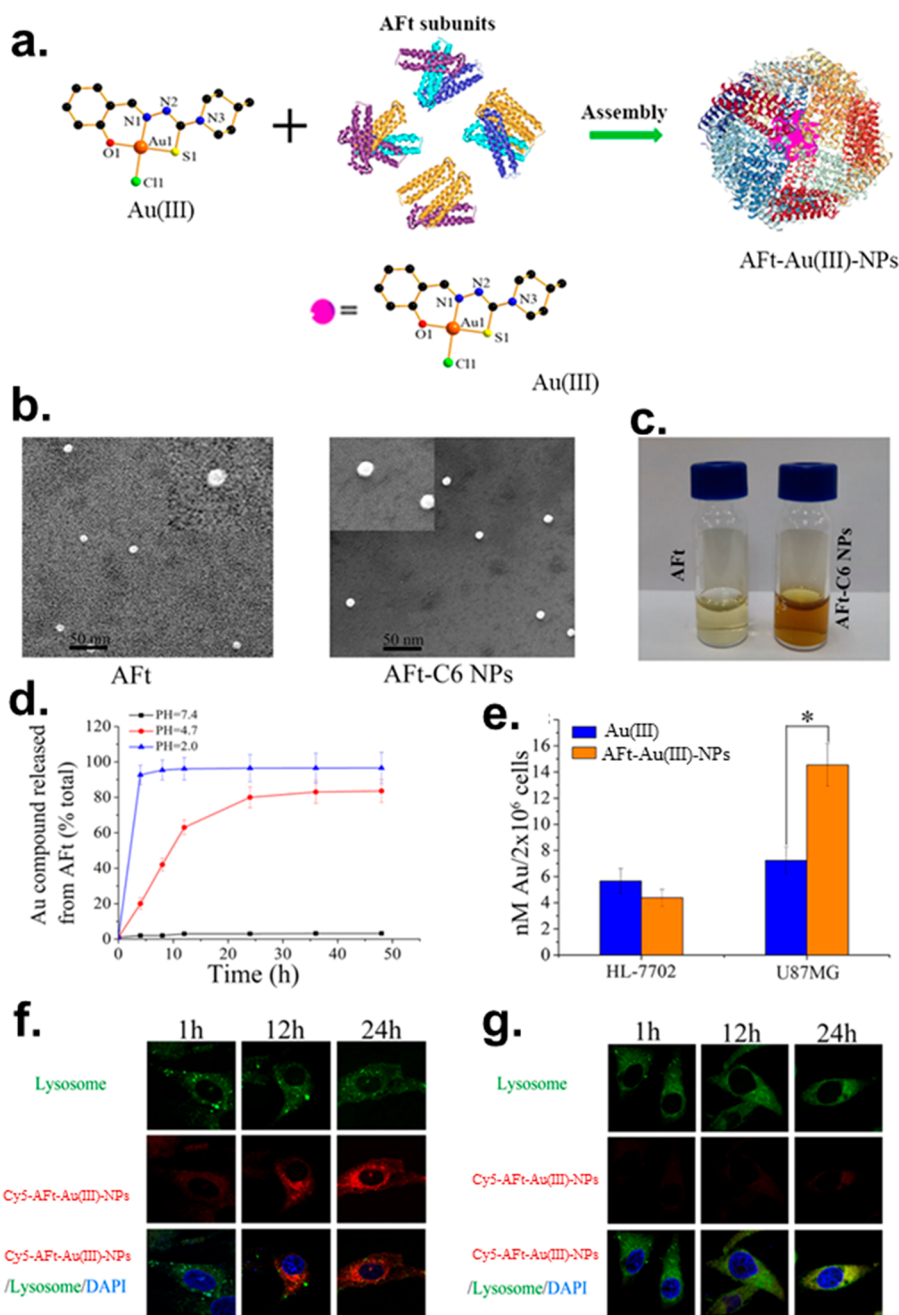 a.
AFt subunits
N2
N1
N3
Au1
O1
S1
Cl1
Au(III)
Assembly
AFt-Au(III)-NPs
=
N2
N1
N3
Au1
O1
S1
Cl1
Au(III)
b.
50 nm
AFt
50 nm
AFt-C6 NPs
c.
AFt
AFt-C6 NPs
d.
PH=7.4
PH=4.7
PH=2.0
Au compound released
from AFt (% total)
120
100
80
60
40
20
0
0 10 20 30 40 50
Time (h)
e.
Au(III)
AFt-Au(III)-NPs
*
nM Au/2x10⁶ cells
16
14
12
10
8
6
4
2
0
HL-7702 U87MG
f.
1h 12h 24h
Lysosome
Cy5-AFt-Au(III)-NPs
Cy5-AFt-Au(III)-NPs
/Lysosome/DAPI
g.
1h 12h 24h
Lysosome
Cy5-AFt-Au(III)-NPs
Cy5-AFt-Au(III)-NPs
/Lysosome/DAPI